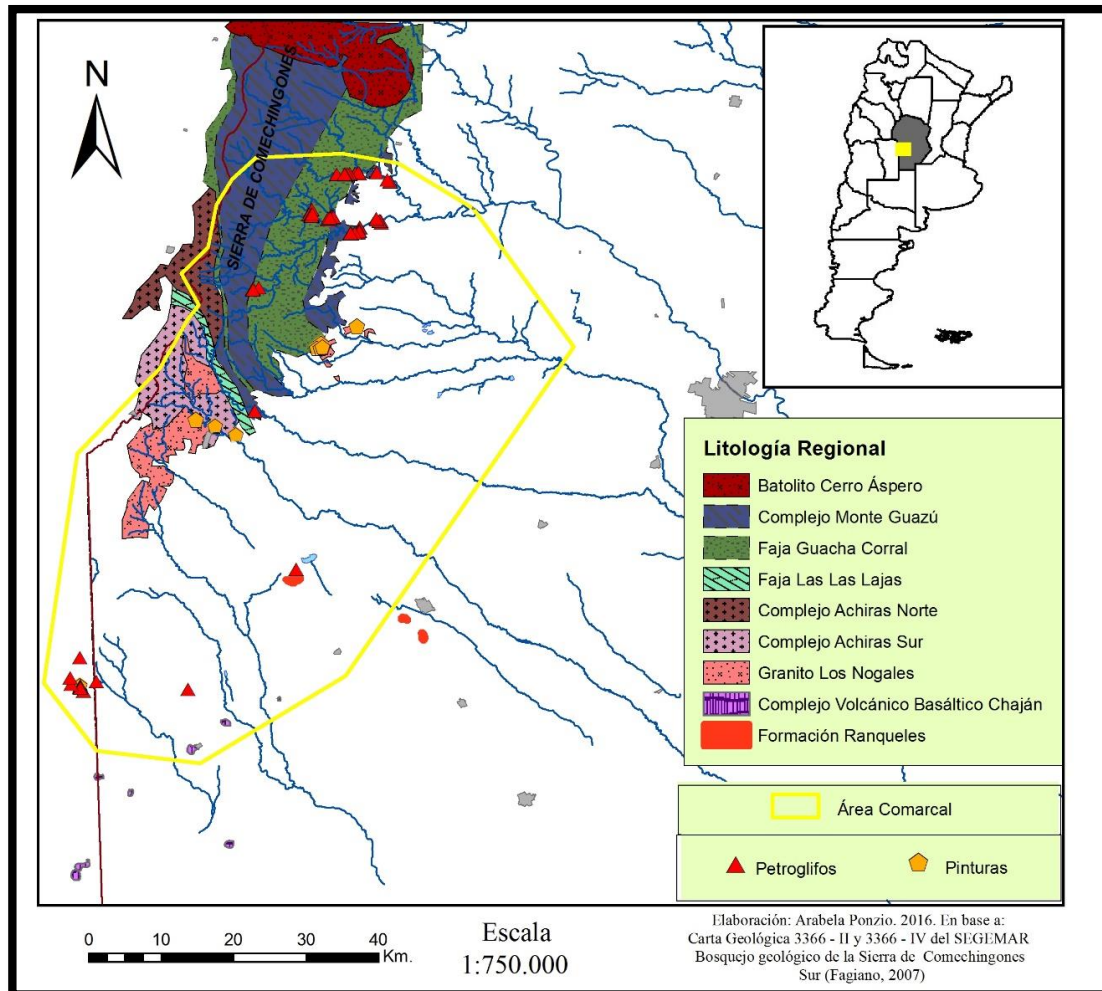 N
SIERRA DE COMECHINGONES
Litología Regional
Batolito Cerro Áspero
Complejo Monte Guazú
Faja Guacha Corral
Faja Las Las Lajas
Complejo Achiras Norte
Complejo Achiras Sur
Granito Los Nogales
Complejo Volcánico Basáltico Chaján
Formación Ranqueles
Área Comarcal
Petroglifos Pinturas
0 10 20 30 40
Km.
Escala
1:750.000
Elaboración: Arabela Ponzio. 2016. En base a:
Carta Geológica 3366 - II y 3366 - IV del SEGEMAR
Bosquejo geológico de la Sierra de Comechingones
Sur (Fagiano, 2007)